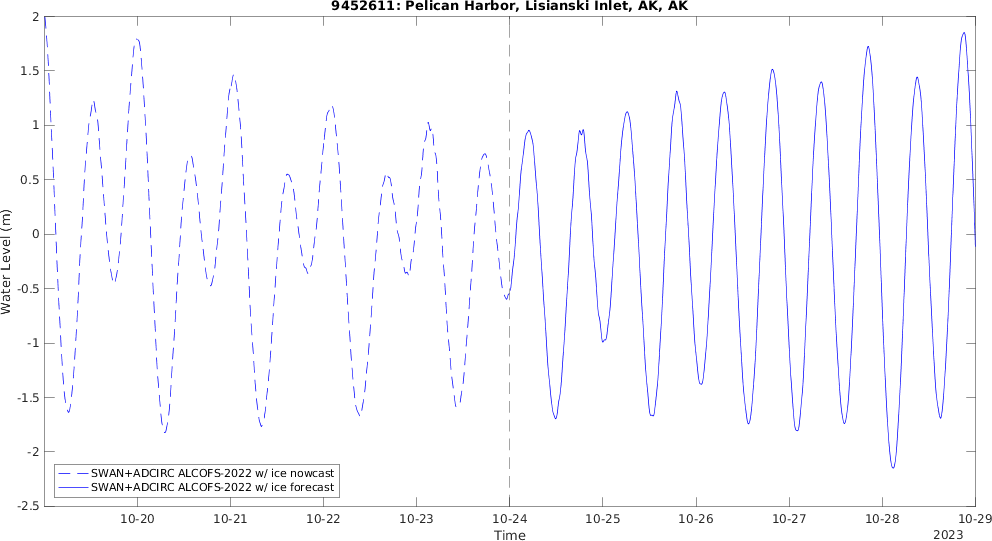 9452611: Pelican Harbor, Lisianski Inlet, AK, AK
Water Level (m)
2
1.5
1
0.5
0
-0.5
-1
-1.5
-2
-2.5
SWAN+ADCIRC ALCOFS-2022 w/ ice nowcast
SWAN+ADCIRC ALCOFS-2022 w/ ice forecast
10-20 10-21 10-22 10-23 10-24 10-25 10-26 10-27 10-28 10-29
Time
2023